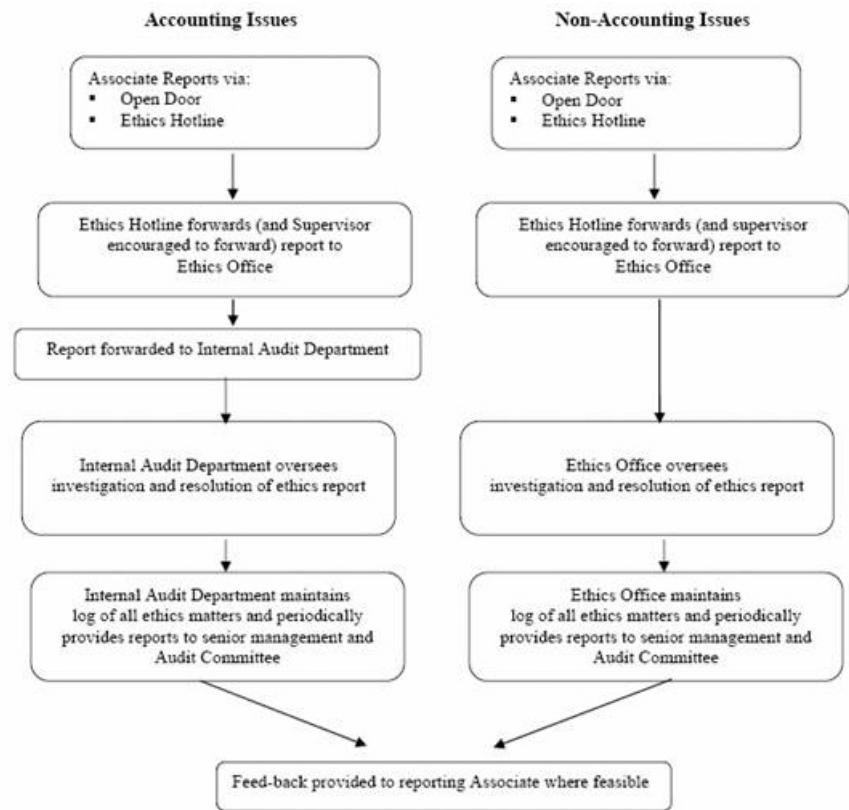 Accounting Issues
Associate Reports via:
▪ Open Door
▪ Ethics Hotline
Ethics Hotline forwards (and Supervisor
encouraged to forward) report to
Ethics Office
Report forwarded to Internal Audit Department
Internal Audit Department oversees
investigation and resolution of ethics report
Internal Audit Department maintains
log of all ethics matters and periodically
provides reports to senior management and
Audit Committee
Non-Accounting Issues
Associate Reports via:
▪ Open Door
▪ Ethics Hotline
Ethics Hotline forwards (and supervisor
encouraged to forward) report to
Ethics Office
Ethics Office oversees
investigation and resolution of ethics report
Ethics Office maintains
log of all ethics matters and periodically
provides reports to senior management and
Audit Committee
Feed-back provided to reporting Associate where feasible